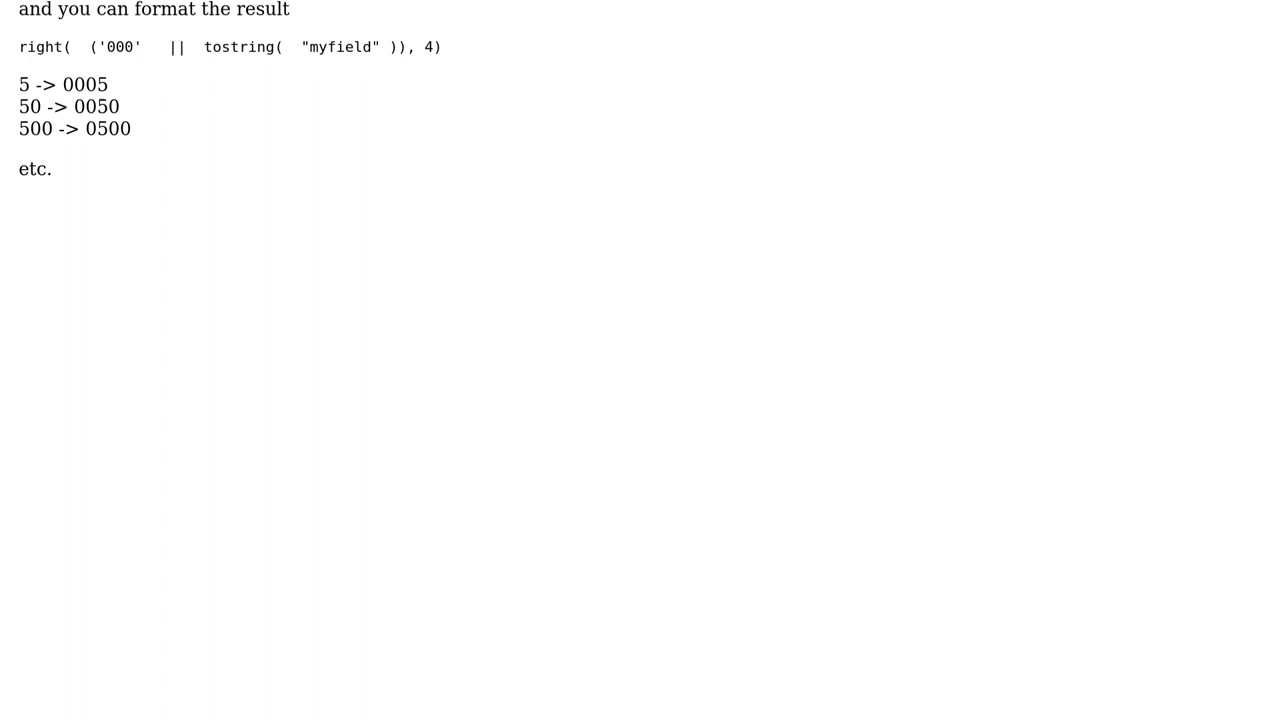 and you can format the result
right(  ('000'   ||  tostring(  "myfield" )), 4)
5 -> 0005
50 -> 0050
500 -> 0500
etc.